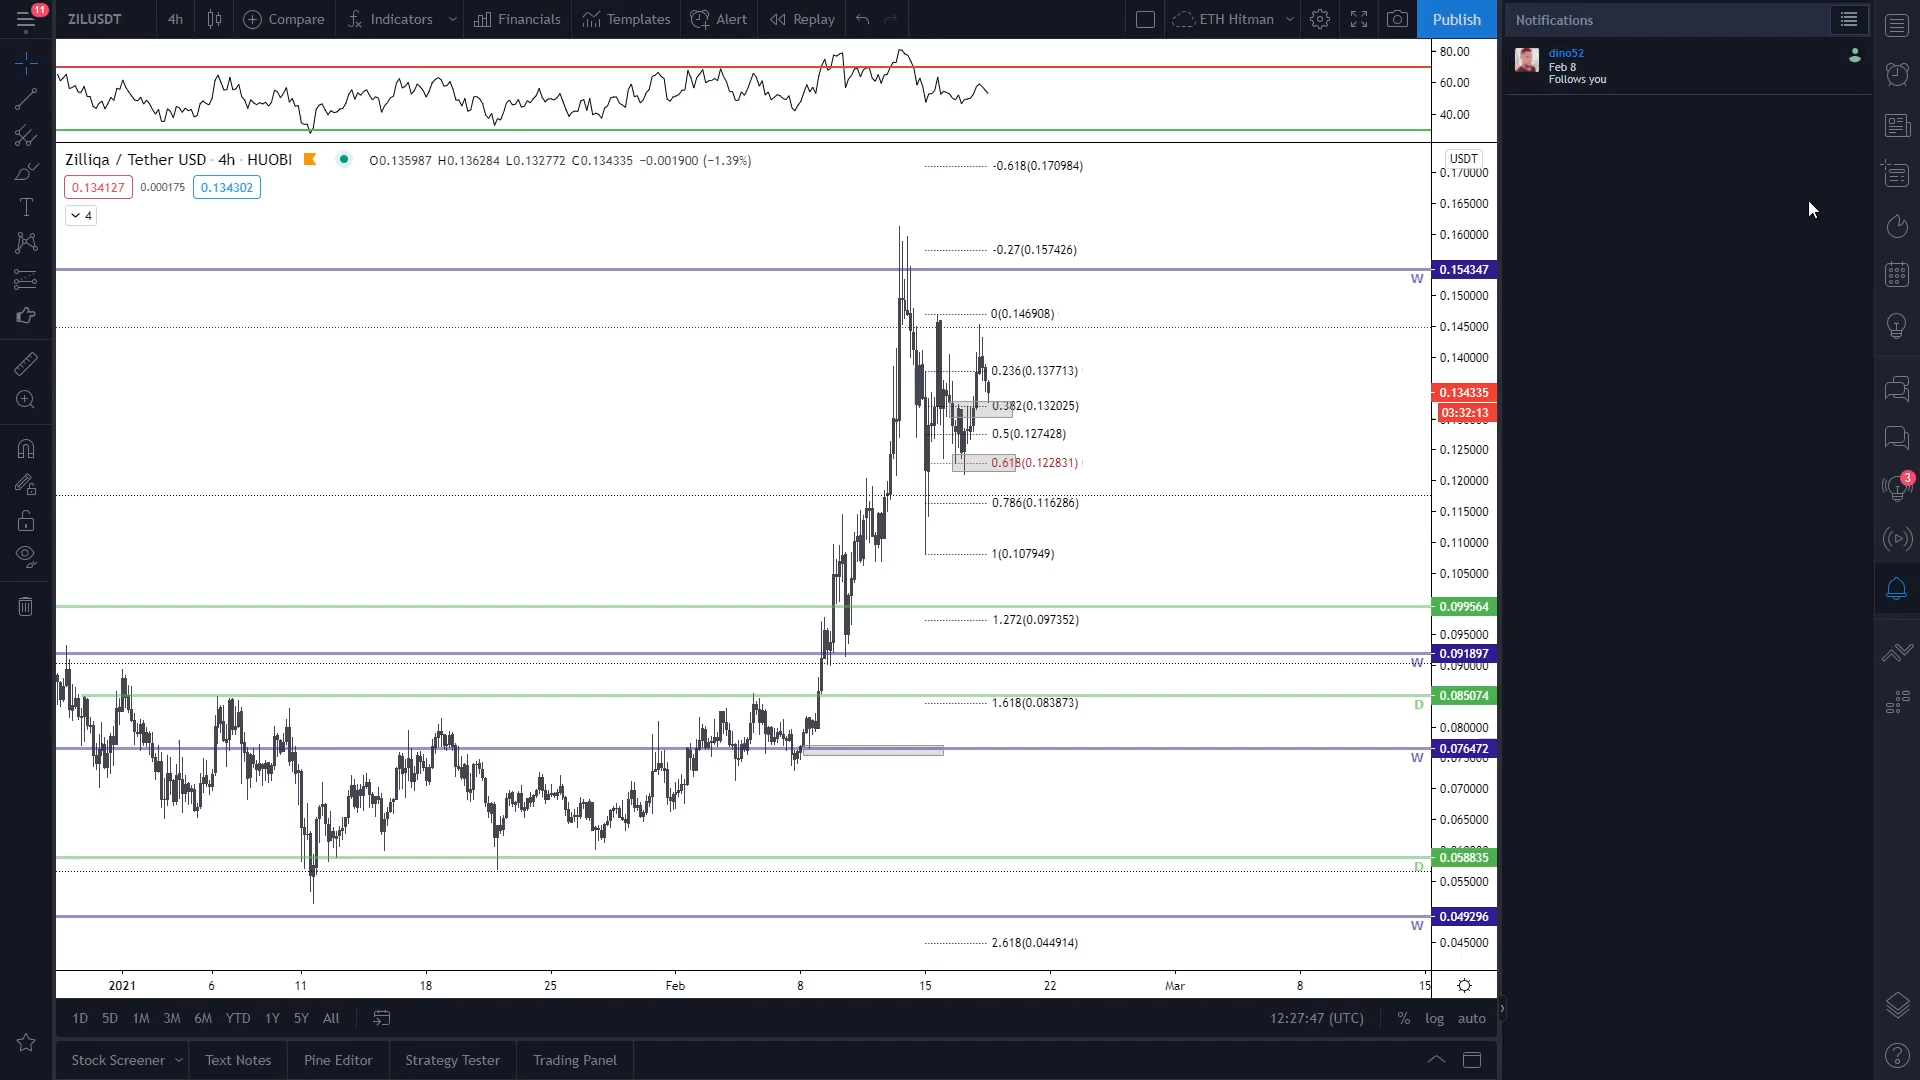 11
ZILUSDT
4h
Compare
Indicators
Financials
Templates
Alert
Replay
ETH Hitman
Publish
Notifications
dino52
Feb 8
Follows you
80.00
60.00
40.00
Zilliqa / Tether USD · 4h · HUOBI
O0.135987 H0.136284 L0.132772 C0.134335 −0.001900 (−1.39%)
0.134127 0.000175 0.134302
4
USDT
0.170000
0.165000
0.160000
0.154347
0.150000
0.145000
0.140000
0.134335
03:32:13
0.125000
0.120000
0.115000
0.110000
0.105000
0.099564
0.095000
0.091897
0.090000
0.085074
0.080000
0.076472
0.075000
0.070000
0.065000
0.058835
0.055000
0.049296
0.045000
-0.618(0.170984)
-0.27(0.157426)
0(0.146908)
0.236(0.137713)
0.382(0.132025)
0.5(0.127428)
0.618(0.122831)
0.786(0.116286)
1(0.107949)
1.272(0.097352)
1.618(0.083873)
2.618(0.044914)
W
W
D
W
D
W
3
2021 6 11 18 25 Feb 8 15 22 Mar 8 15
1D 5D 1M 3M 6M YTD 1Y 5Y All
12:27:47 (UTC) % log auto
Stock Screener Text Notes Pine Editor Strategy Tester Trading Panel